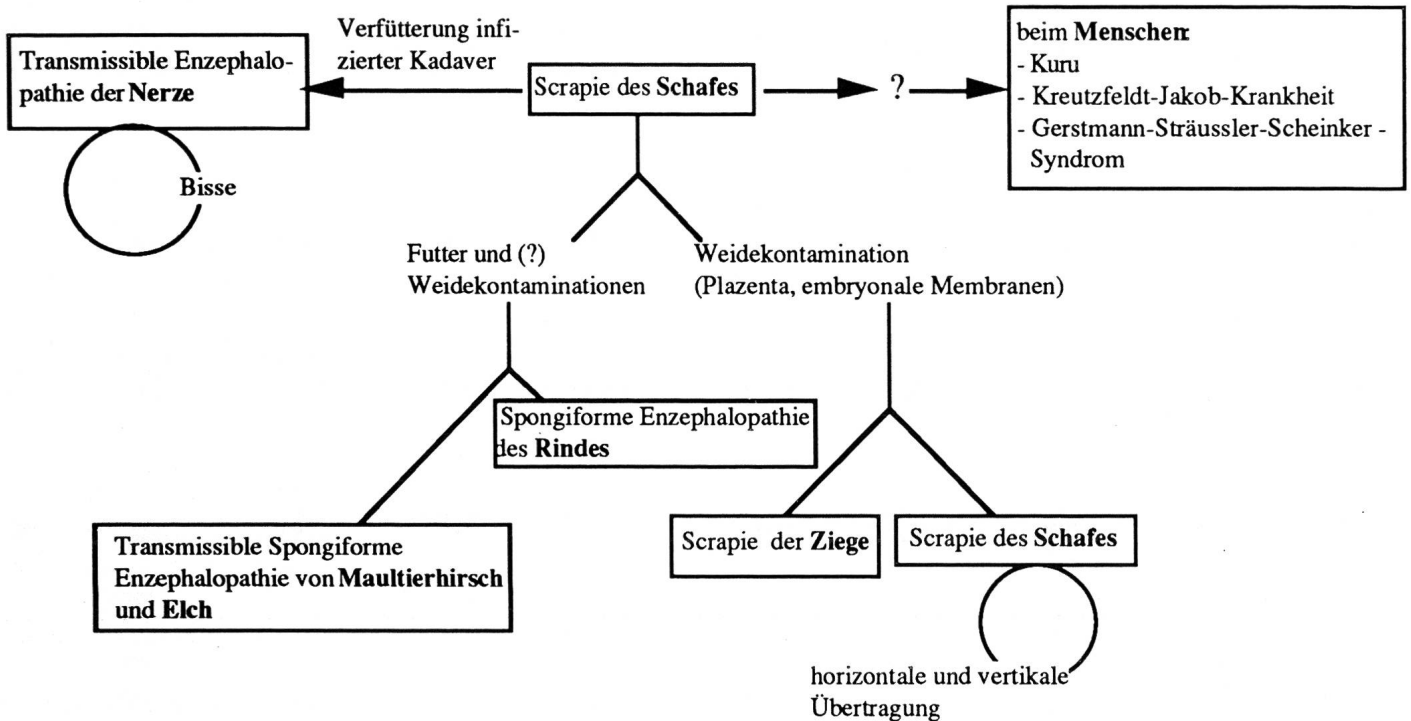 Transmissible Enzephalo-
pathie der Nerze
Verfütterung infi-
zierter Kadaver
Scrapie des Schafes
?
beim Menschen:
- Kuru
- Kreutzfeldt-Jakob-Krankheit
- Gerstmann-Sträussler-Scheinker -
Syndrom
Bisse
Futter und (?)
Weidekontaminationen
Weidekontamination
(Plazenta, embryonale Membranen)
Spongiforme Enzephalopathie
des Rindes
Transmissible Spongiforme
Enzephalopathie von Maultierhirsch
und Elch
Scrapie der Ziege
Scrapie des Schafes
horizontale und vertikale
Übertragung